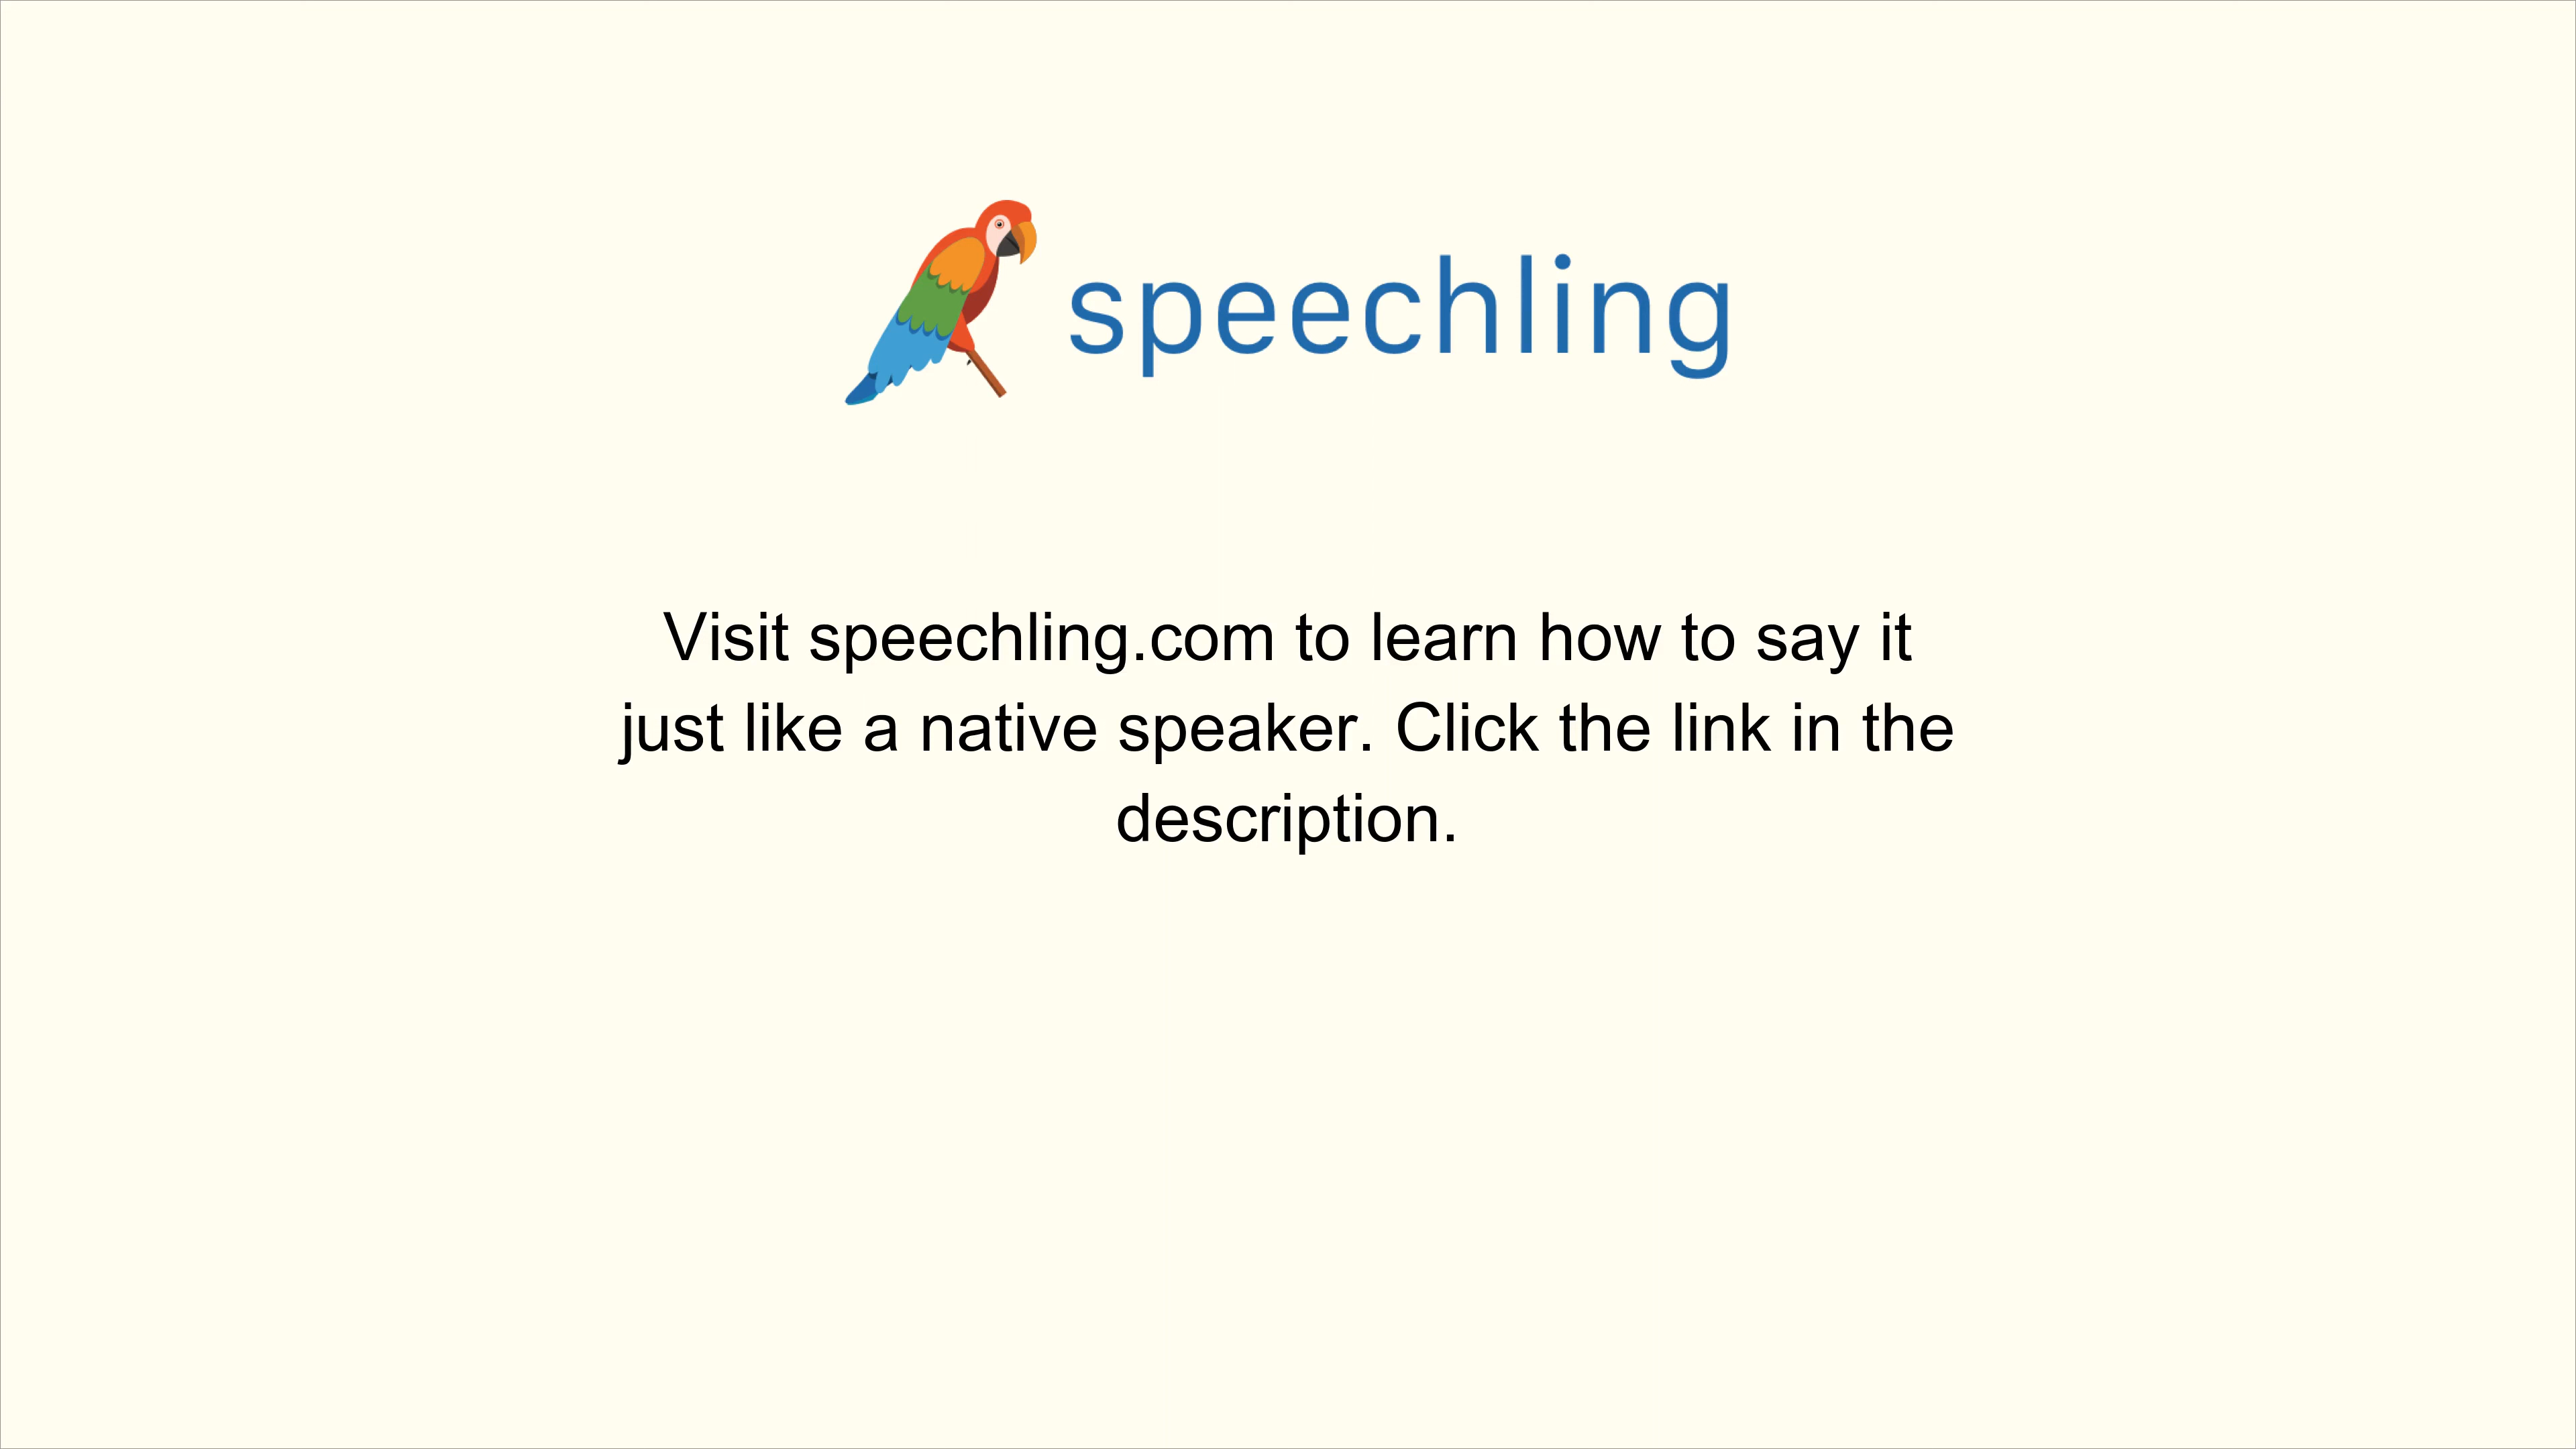 speechling
Visit speechling.com to learn how to say it
just like a native speaker. Click the link in the
description.